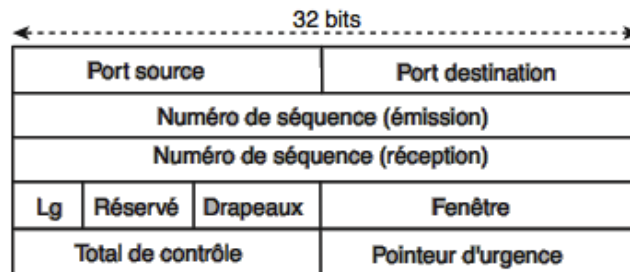 32 bits
Port source Port destination
Numéro de séquence (émission)
Numéro de séquence (réception)
Lg Réservé Drapeaux Fenêtre
Total de contrôle Pointeur d'urgence